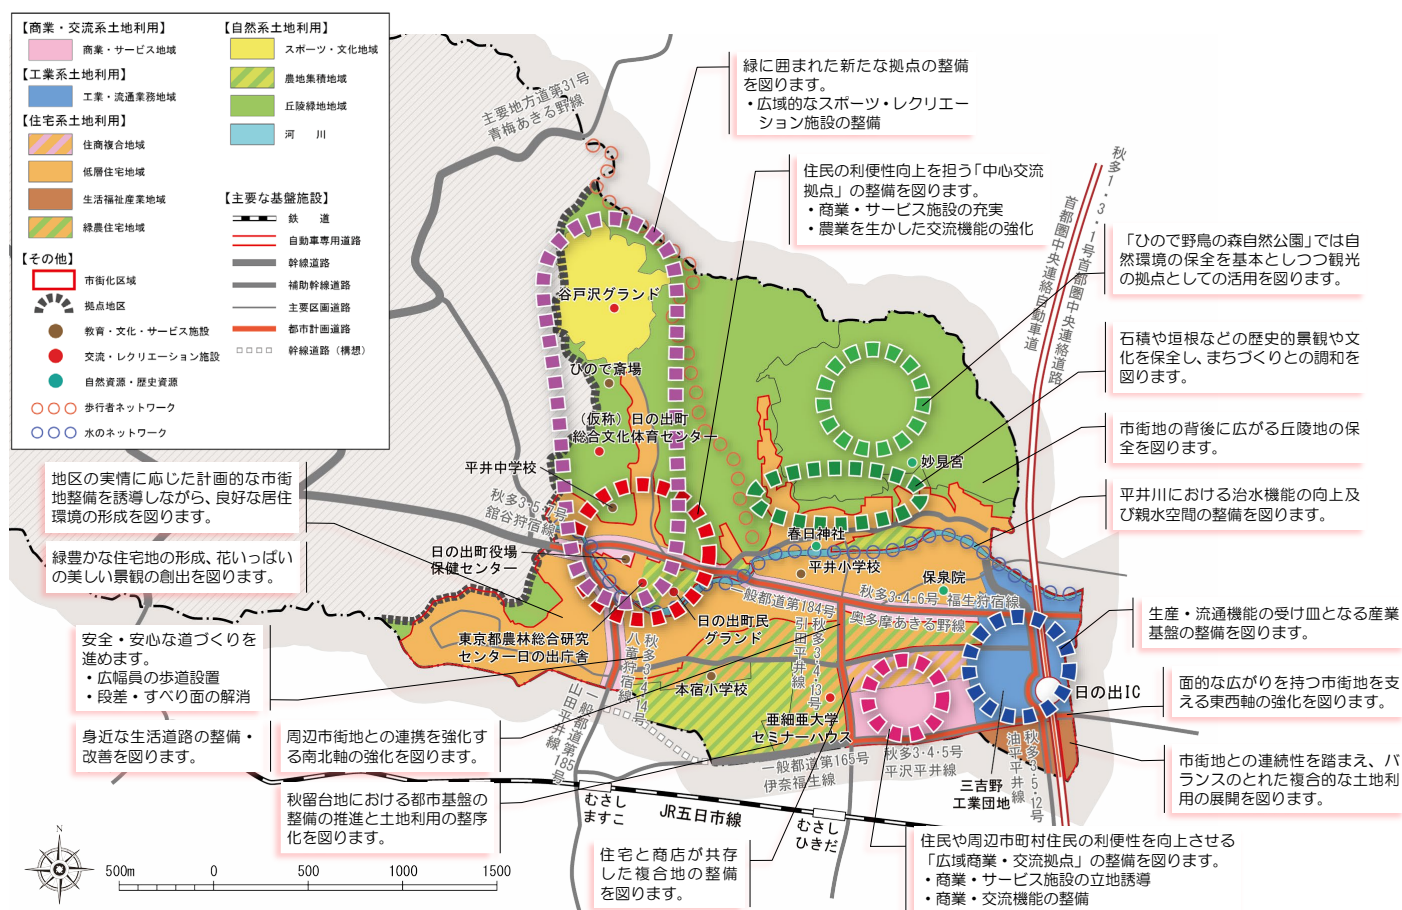 【商業・交流系土地利用】
商業・サービス地域
【工業系土地利用】
工業・流通業務地域
【住宅系土地利用】
住商複合地域
低層住宅地域
生活福祉産業地域
緑農住宅地域
【その他】
市街化区域
拠点地区
教育・文化・サービス施設
交流・レクリエーション施設
自然資源・歴史資源
歩行者ネットワーク
水のネットワーク
【自然系土地利用】
スポーツ・文化地域
農地集積地域
丘陵緑地地域
河　川
【主要な基盤施設】
鉄　道
自動車専用道路
幹線道路
補助幹線道路
主要区画道路
都市計画道路
幹線道路（構想）
主要地方道第31号
青梅あきる野線
緑に囲まれた新たな拠点の整備
を図ります。
・広域的なスポーツ・レクリエー
ション施設の整備
住民の利便性向上を担う「中心交流
拠点」の整備を図ります。
・商業・サービス施設の充実
・農業を生かした交流機能の強化
秋多1・3・1号首都圏中央連絡道路
首都圏中央連絡自動車道
「ひので野鳥の森自然公園」では自
然環境の保全を基本としつつ観光
の拠点としての活用を図ります。
石積や垣根などの歴史的景観や文
化を保全し、まちづくりとの調和を
図ります。
市街地の背後に広がる丘陵地の保
全を図ります。
平井川における治水機能の向上及
び親水空間の整備を図ります。
生産・流通機能の受け皿となる産業
基盤の整備を図ります。
面的な広がりを持つ市街地を支
える東西軸の強化を図ります。
市街地との連続性を踏まえ、バ
ランスのとれた複合的な土地利
用の展開を図ります。
谷戸沢グランド
ひので斎場
（仮称）日の出町
総合文化体育センター
平井中学校
妙見宮
春日神社
平井小学校
保泉院
日の出町役場
保健センター
秋多3・5・7号
舘谷狩宿線
一般都道第184号
秋多3・4・6号 福生狩宿線
奥多摩あきる野線
日の出町民
グランド
東京都農林総合研究
センター日の出庁舎
秋多3・4・14号
八竜狩宿線
一般都道第185号
山田平井線
秋多3・4・13号
引田平井線
本宿小学校
亜細亜大学
セミナーハウス
一般都道第165号
伊奈福生線
秋多3・4・5号
平沢平井線
三吉野
工業団地
秋多3・5・12号
油平平井線
日の出IC
地区の実情に応じた計画的な市街
地整備を誘導しながら、良好な居住
環境の形成を図ります。
緑豊かな住宅地の形成、花いっぱい
の美しい景観の創出を図ります。
安全・安心な道づくりを
進めます。
・広幅員の歩道設置
・段差・すべり面の解消
身近な生活道路の整備・
改善を図ります。
周辺市街地との連携を強化す
る南北軸の強化を図ります。
秋留台地における都市基盤の
整備の推進と土地利用の整序
化を図ります。
むさし
ますこ
JR五日市線
むさし
ひきだ
住宅と商店が共存
した複合地の整備
を図ります。
住民や周辺市町村住民の利便性を向上させる
「広域商業・交流拠点」の整備を図ります。
・商業・サービス施設の立地誘導
・商業・交流機能の整備
N
500m
0
500
1000
1500